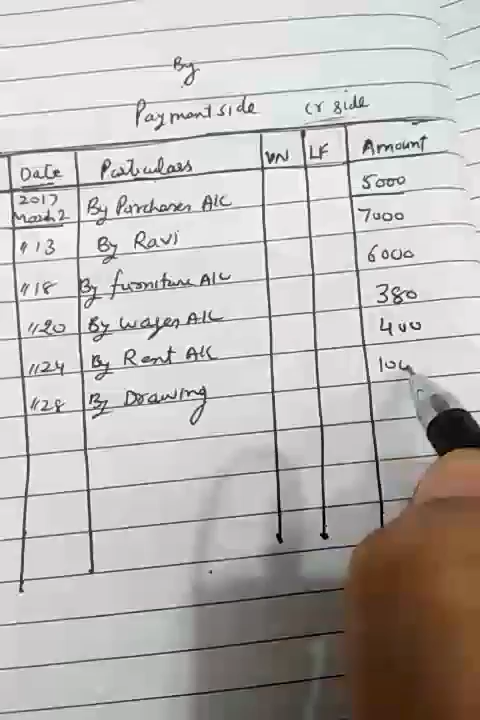 By
Payment side cr side
Date Particulars VN LF Amount
2017
March 2 By Purchases A/C 5000
"13 By Ravi 7000
"18 By furniture A/C 6000
"20 By wages A/C 380
"24 By Rent A/C 400
"28 By Drawing 100